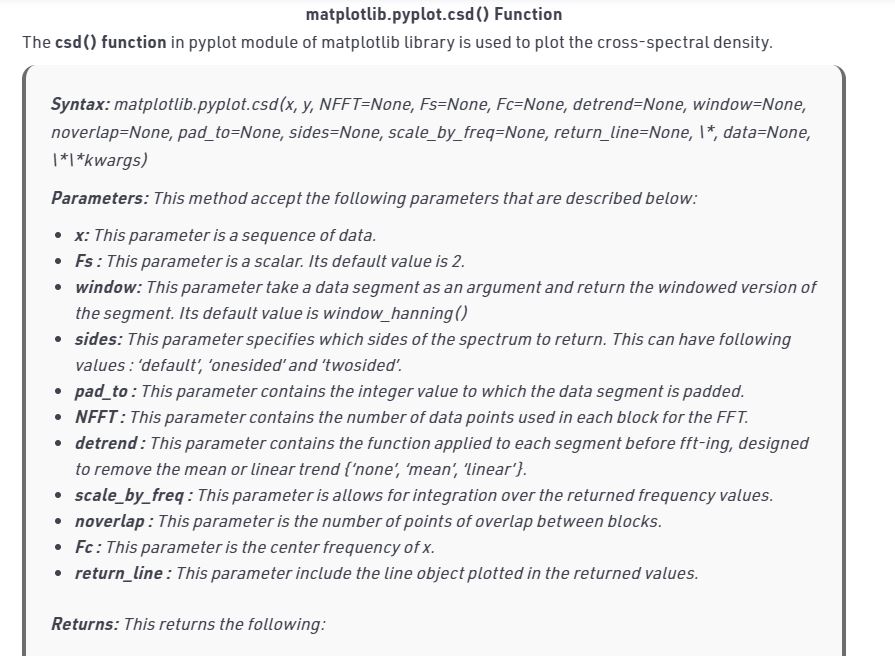 matplotlib.pyplot.csd() Function
The csd() function in pyplot module of matplotlib library is used to plot the cross-spectral density.
Syntax: matplotlib.pyplot.csd(x, y, NFFT=None, Fs=None, Fc=None, detrend=None, window=None,
noverlap=None, pad_to=None, sides=None, scale_by_freq=None, return_line=None, \*, data=None,
\*\*kwargs)
Parameters: This method accept the following parameters that are described below:
• x: This parameter is a sequence of data.
• Fs : This parameter is a scalar. Its default value is 2.
• window: This parameter take a data segment as an argument and return the windowed version of
the segment. Its default value is window_hanning()
• sides: This parameter specifies which sides of the spectrum to return. This can have following
values : ‘default’, ‘onesided’ and ‘twosided’.
• pad_to : This parameter contains the integer value to which the data segment is padded.
• NFFT : This parameter contains the number of data points used in each block for the FFT.
• detrend : This parameter contains the function applied to each segment before fft-ing, designed
to remove the mean or linear trend {‘none’, ‘mean’, ‘linear’}.
• scale_by_freq : This parameter is allows for integration over the returned frequency values.
• noverlap : This parameter is the number of points of overlap between blocks.
• Fc : This parameter is the center frequency of x.
• return_line : This parameter include the line object plotted in the returned values.
Returns: This returns the following: